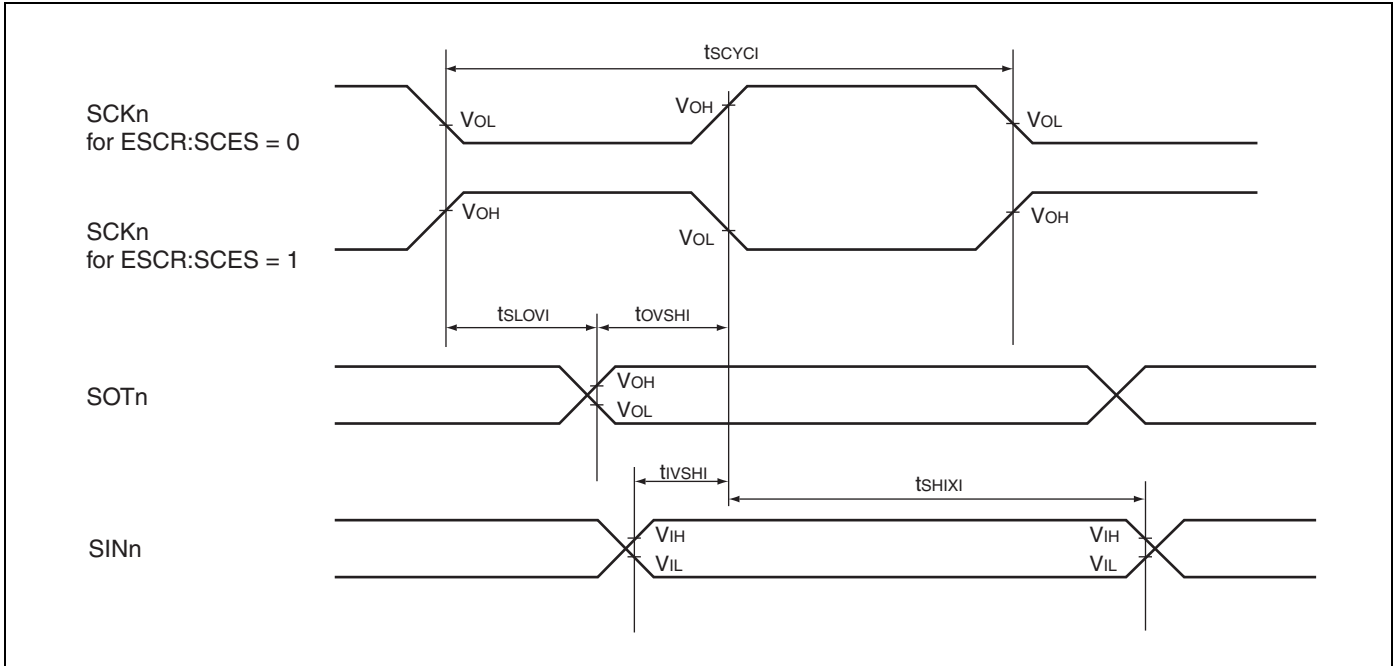 tSCYCI
SCKn
for ESCR:SCES = 0
VOL
VOH
VOL
SCKn
for ESCR:SCES = 1
VOH
VOL
VOH
tSLOVI
tOVSHI
SOTn
VOH
VOL
tIVSHI
tSHIXI
SINn
VIH
VIL
VIH
VIL